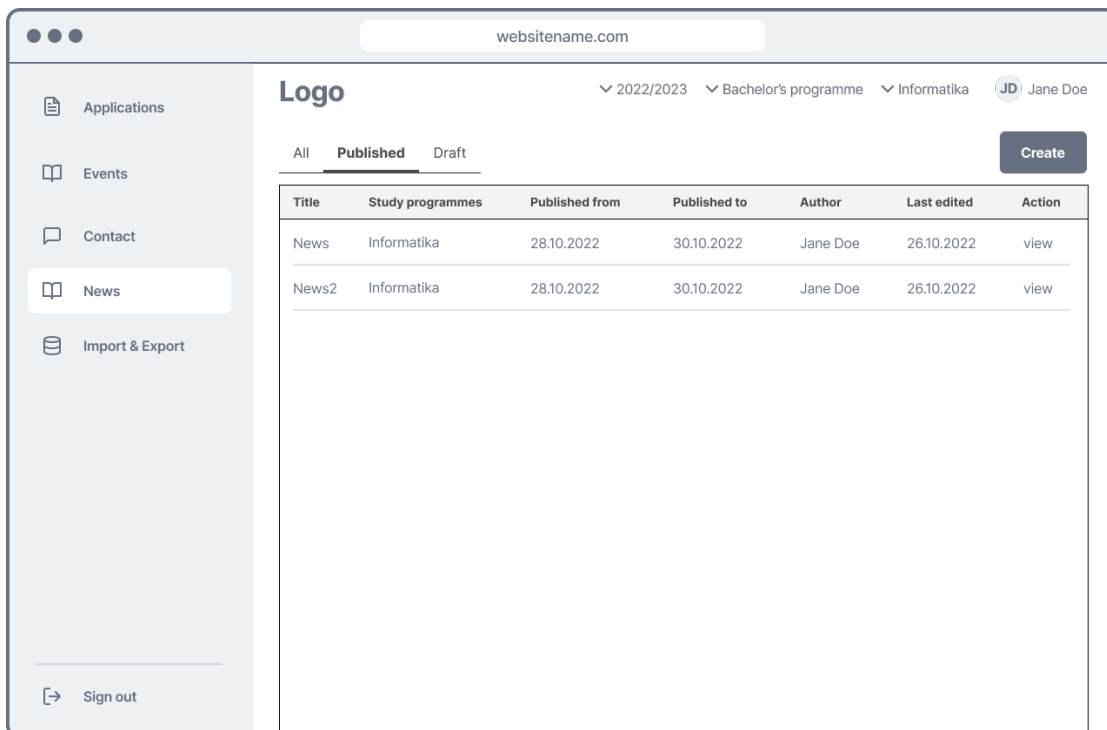 websitename.com
Applications
Events
Contact
News
Import & Export
Sign out
Logo
2022/2023 Bachelor's programme Informatika JD Jane Doe
All Published Draft
Create
Title Study programmes Published from Published to Author Last edited Action
News Informatika 28.10.2022 30.10.2022 Jane Doe 26.10.2022 view
News2 Informatika 28.10.2022 30.10.2022 Jane Doe 26.10.2022 view